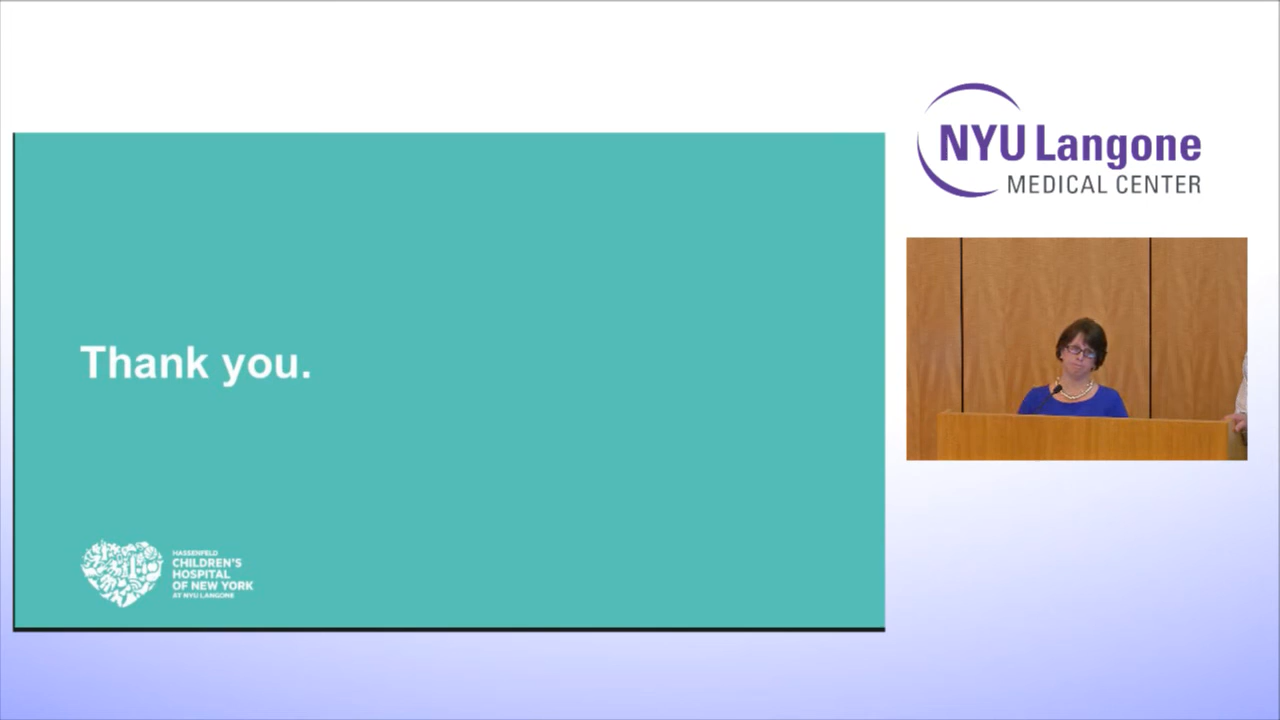 NYU Langone
MEDICAL CENTER
Thank you.
HASSENFELD
CHILDREN'S
HOSPITAL
OF NEW YORK
AT NYU LANGONE